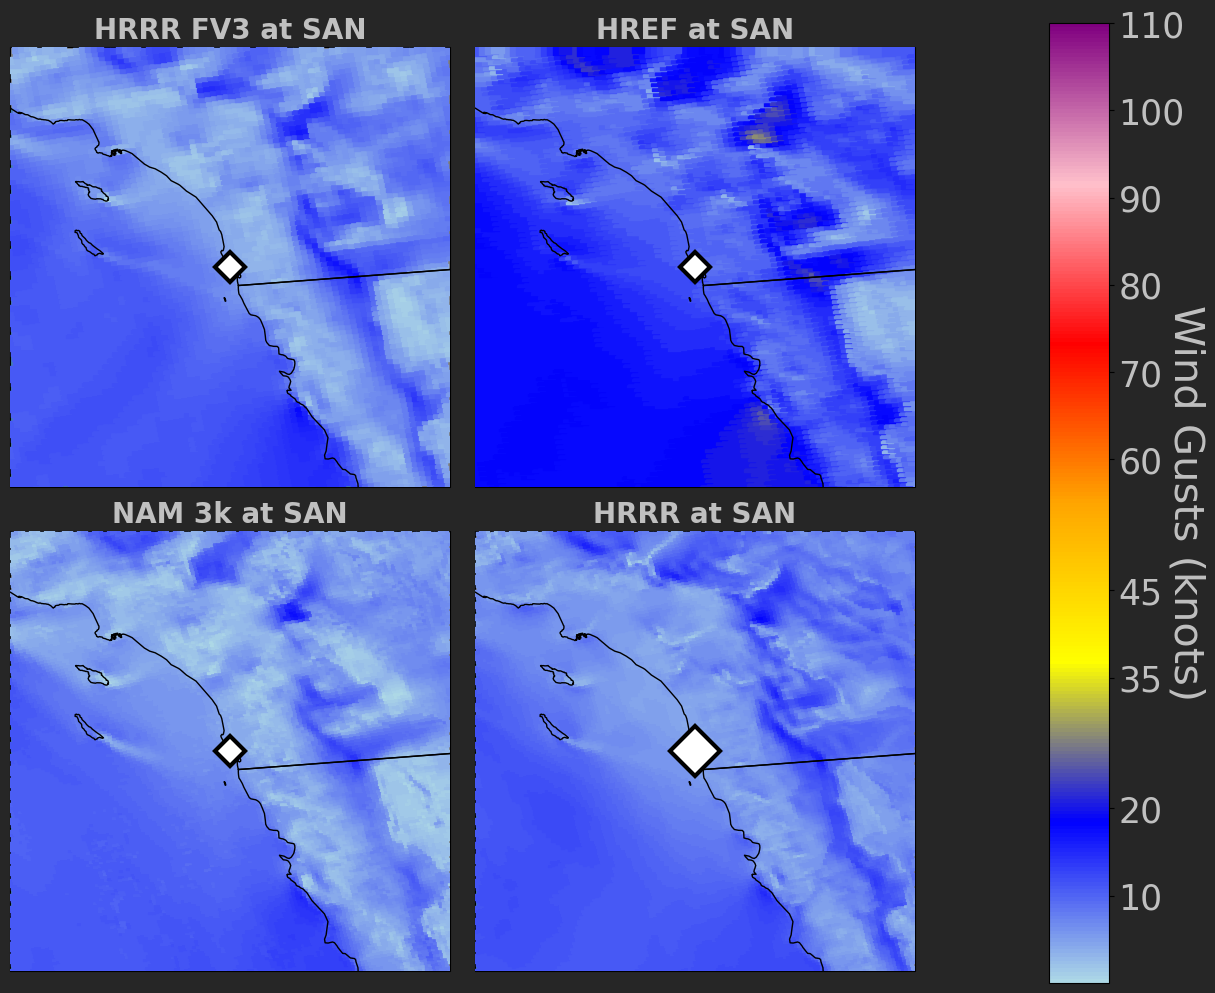 HRRR FV3 at SAN
HREF at SAN
NAM 3k at SAN
HRRR at SAN
110
100
90
80
70
60
45
35
20
10
Wind Gusts (knots)